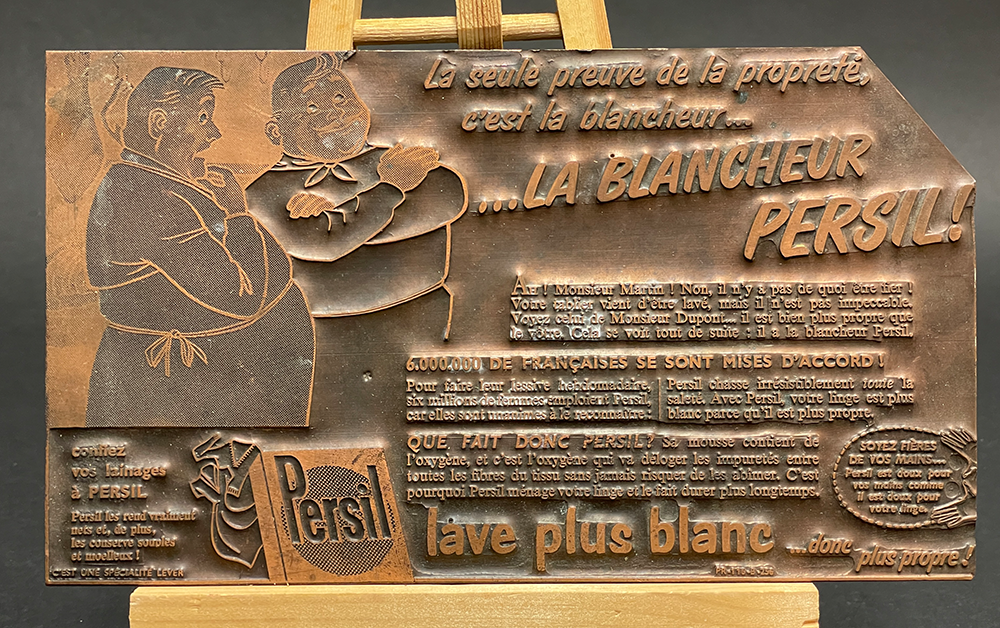 La seule preuve de la propreté,
c'est la blancheur...
...LA BLANCHEUR
PERSIL!
AH ! Monsieur Martin ! Non, il n'y a pas de quoi être fier !
Votre tablier vient d'être lavé, mais il n'est pas impeccable.
Voyez celui de Monsieur Dupont... il est bien plus propre que
le vôtre. Cela se voit tout de suite : il a la blancheur Persil.
6.000.000 DE FRANÇAISES SE SONT MISES D'ACCORD !
Pour faire leur lessive hebdomadaire,
six millions de femmes emploient Persil
car elles sont unanimes à le reconnaître :
Persil chasse irrésistiblement toute la
saleté. Avec Persil, votre linge est plus
blanc parce qu'il est plus propre.
QUE FAIT DONC PERSIL? Sa mousse contient de
l'oxygène, et c'est l'oxygène qui va déloger les impuretés entre
toutes les fibres du tissu sans jamais risquer de les abîmer. C'est
pourquoi Persil ménage votre linge et le fait durer plus longtemps.
SOYEZ FIÈRES
DE VOS MAINS...
Persil est doux pour
vos mains comme
il est doux pour
votre linge.
confiez
vos lainages
à PERSIL
Persil les rend vraiment
nets et, de plus,
les conserve souples
et moelleux !
C'EST UNE SPÉCIALITÉ LEVER
Persil
lave plus blanc
...donc
plus propre !